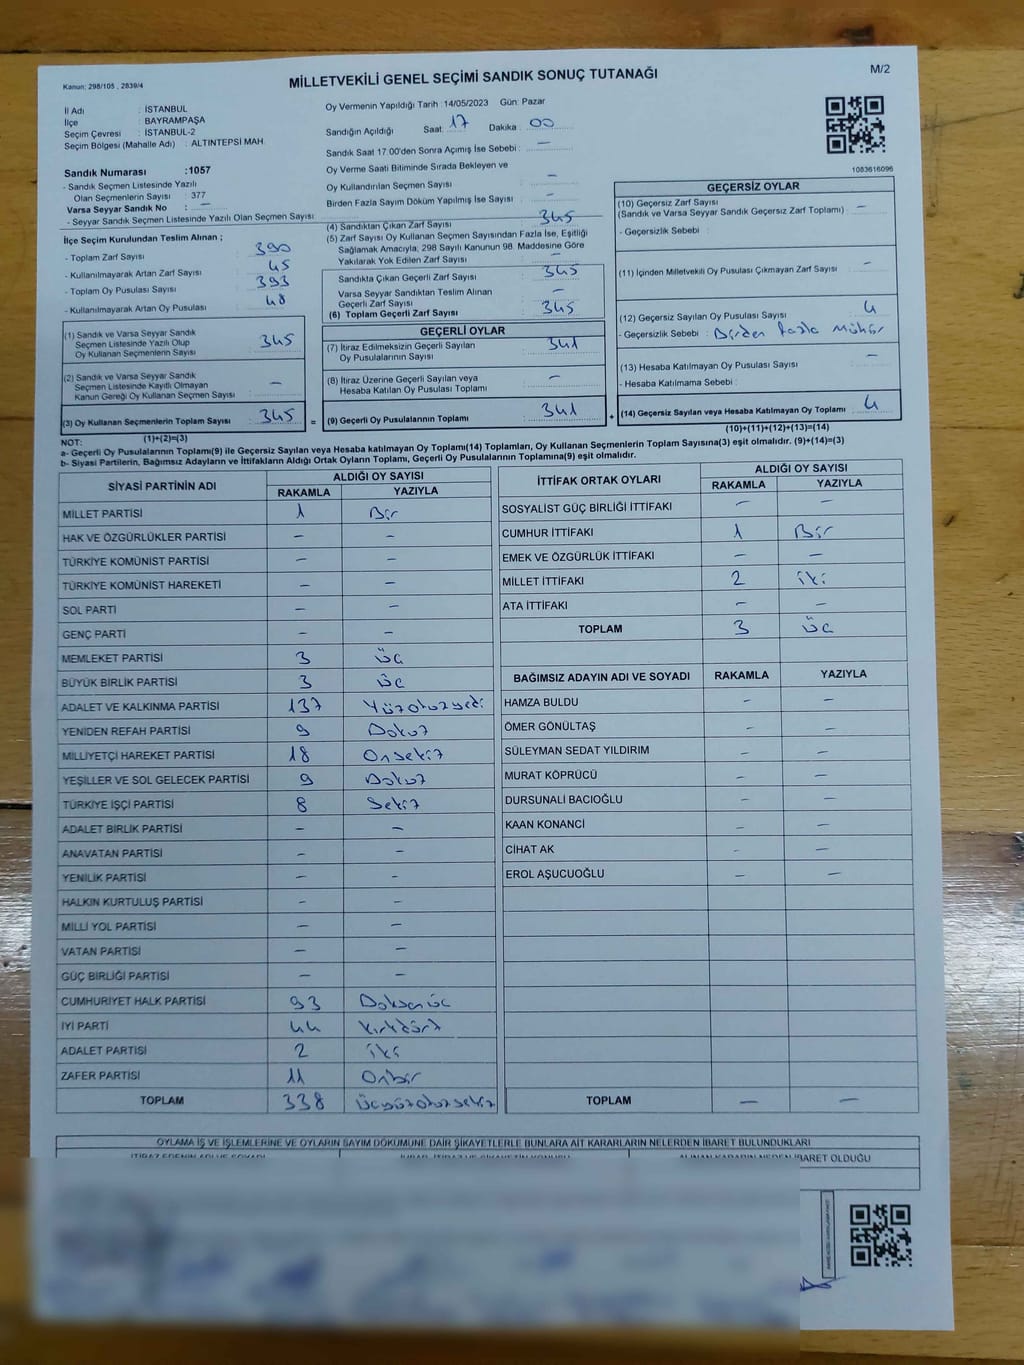 Kanun: 298/105 , 2839/4
MİLLETVEKİLİ GENEL SEÇİMİ SANDIK SONUÇ TUTANAĞI
M/2
İl Adı : İSTANBUL
İlçe : BAYRAMPAŞA
Seçim Çevresi : İSTANBUL-2
Seçim Bölgesi (Mahalle Adı) : ALTINTEPSİ MAH.
Oy Vermenin Yapıldığı Tarih :14/05/2023 Gün: Pazar
Sandığın Açıldığı Saat: 17 Dakika : 00
Sandık Saat 17:00'den Sonra Açımış İse Sebebi : —
Oy Verme Saati Bitiminde Sırada Bekleyen ve
Oy Kullandırılan Seçmen Sayısı : —
Birden Fazla Sayım Döküm Yapılmış İse Sayısı : —
1083616096
Sandık Numarası :1057
- Sandık Seçmen Listesinde Yazılı
Olan Seçmenlerin Sayısı : 377
Varsa Seyyar Sandık No : —
- Seyyar Sandık Seçmen Listesinde Yazılı Olan Seçmen Sayısı :
İlçe Seçim Kurulundan Teslim Alınan ;
- Toplam Zarf Sayısı : 390
- Kullanılmayarak Artan Zarf Sayısı : 45
- Toplam Oy Pusulası Sayısı : 393
- Kullanılmayarak Artan Oy Pusulası : 48
(1) Sandık ve Varsa Seyyar Sandık
Seçmen Listesinde Yazılı Olup
Oy Kullanan Seçmenlerin Sayısı : 345
(2) Sandık ve Varsa Seyyar Sandık
Seçmen Listesinde Kayıtlı Olmayan
Kanun Gereği Oy Kullanan Seçmen Sayısı : —
(3) Oy Kullanan Seçmenlerin Toplam Sayısı : 345
(1)+(2)=(3)
(4) Sandıktan Çıkan Zarf Sayısı : 345
(5) Zarf Sayısı Oy Kullanan Seçmen Sayısından Fazla İse, Eşitliği
Sağlamak Amacıyla; 298 Sayılı Kanunun 98. Maddesine Göre
Yakılarak Yok Edilen Zarf Sayısı : —
Sandıkta Çıkan Geçerli Zarf Sayısı : 345
Varsa Seyyar Sandıktan Teslim Alınan
Geçerli Zarf Sayısı : —
(6) Toplam Geçerli Zarf Sayısı : 345
GEÇERLİ OYLAR
(7) İtiraz Edilmeksizin Geçerli Sayılan
Oy Pusulalarının Sayısı : 341
(8) İtiraz Üzerine Geçerli Sayılan veya
Hesaba Katılan Oy Pusulası Toplamı : —
= (9) Geçerli Oy Pusulalarının Toplamı : 341
GEÇERSİZ OYLAR
(10) Geçersiz Zarf Sayısı : —
(Sandık ve Varsa Seyyar Sandık Geçersiz Zarf Toplamı)
- Geçersizlik Sebebi :
(11) İçinden Milletvekili Oy Pusulası Çıkmayan Zarf Sayısı : —
(12) Geçersiz Sayılan Oy Pusulası Sayısı : 4
- Geçersizlik Sebebi : Birden fazla mühür
(13) Hesaba Katılmayan Oy Pusulası Sayısı : —
- Hesaba Katılmama Sebebi :
+ (14) Geçersiz Sayılan veya Hesaba Katılmayan Oy Toplamı : 4
(10)+(11)+(12)+(13)=(14)
NOT:
a- Geçerli Oy Pusulalarının Toplamı(9) ile Geçersiz Sayılan veya Hesaba katılmayan Oy Toplamı(14) Toplamları, Oy Kullanan Seçmenlerin Toplam Sayısına(3) eşit olmalıdır. (9)+(14)=(3)
b- Siyasi Partilerin, Bağımsız Adayların ve İttifakların Aldığı Ortak Oyların Toplamı, Geçerli Oy Pusulalarının Toplamına(9) eşit olmalıdır.
SİYASİ PARTİNİN ADI ALDIĞI OY SAYISI
RAKAMLA YAZIYLA
MİLLET PARTİSİ 1 Bir
HAK VE ÖZGÜRLÜKLER PARTİSİ — —
TÜRKİYE KOMÜNİST PARTİSİ — —
TÜRKİYE KOMÜNİST HAREKETİ — —
SOL PARTİ — —
GENÇ PARTİ — —
MEMLEKET PARTİSİ 3 Üç
BÜYÜK BİRLİK PARTİSİ 3 Üç
ADALET VE KALKINMA PARTİSİ 137 Yüzotuzyedi
YENİDEN REFAH PARTİSİ 9 Dokuz
MİLLİYETÇİ HAREKET PARTİSİ 18 Onsekiz
YEŞİLLER VE SOL GELECEK PARTİSİ 9 Dokuz
TÜRKİYE İŞÇİ PARTİSİ 8 Sekiz
ADALET BİRLİK PARTİSİ — —
ANAVATAN PARTİSİ — —
YENİLİK PARTİSİ — —
HALKIN KURTULUŞ PARTİSİ — —
MİLLİ YOL PARTİSİ — —
VATAN PARTİSİ — —
GÜÇ BİRLİĞİ PARTİSİ — —
CUMHURİYET HALK PARTİSİ 93 Doksanüç
İYİ PARTİ 44 Kırkdört
ADALET PARTİSİ 2 iki
ZAFER PARTİSİ 11 Onbir
TOPLAM 338 Üçyüzotuzsekiz
İTTİFAK ORTAK OYLARI ALDIĞI OY SAYISI
RAKAMLA YAZIYLA
SOSYALİST GÜÇ BİRLİĞİ İTTİFAKI — —
CUMHUR İTTİFAKI 1 Bir
EMEK VE ÖZGÜRLÜK İTTİFAKI — —
MİLLET İTTİFAKI 2 iki
ATA İTTİFAKI — —
TOPLAM 3 Üç
BAĞIMSIZ ADAYIN ADI VE SOYADI RAKAMLA YAZIYLA
HAMZA BULDU — —
ÖMER GÖNÜLTAŞ — —
SÜLEYMAN SEDAT YILDIRIM — —
MURAT KÖPRÜCÜ — —
DURSUNALİ BACIOĞLU — —
KAAN KONANCİ — —
CİHAT AK — —
EROL AŞUCUOĞLU — —
TOPLAM — —
OYLAMA İŞ VE İŞLEMLERİNE VE OYLARIN SAYIM DÖKÜMÜNE DAİR ŞİKAYETLERLE BUNLARA AİT KARARLARIN NELERDEN İBARET BULUNDUKLARI
İBARET OLDUĞU